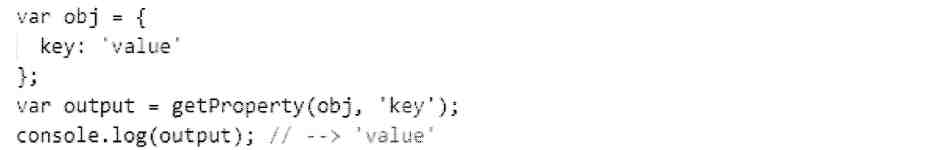 var obj = {
  key: 'value'
};
var output = getProperty(obj, 'key');
console.log(output); // --> 'value'